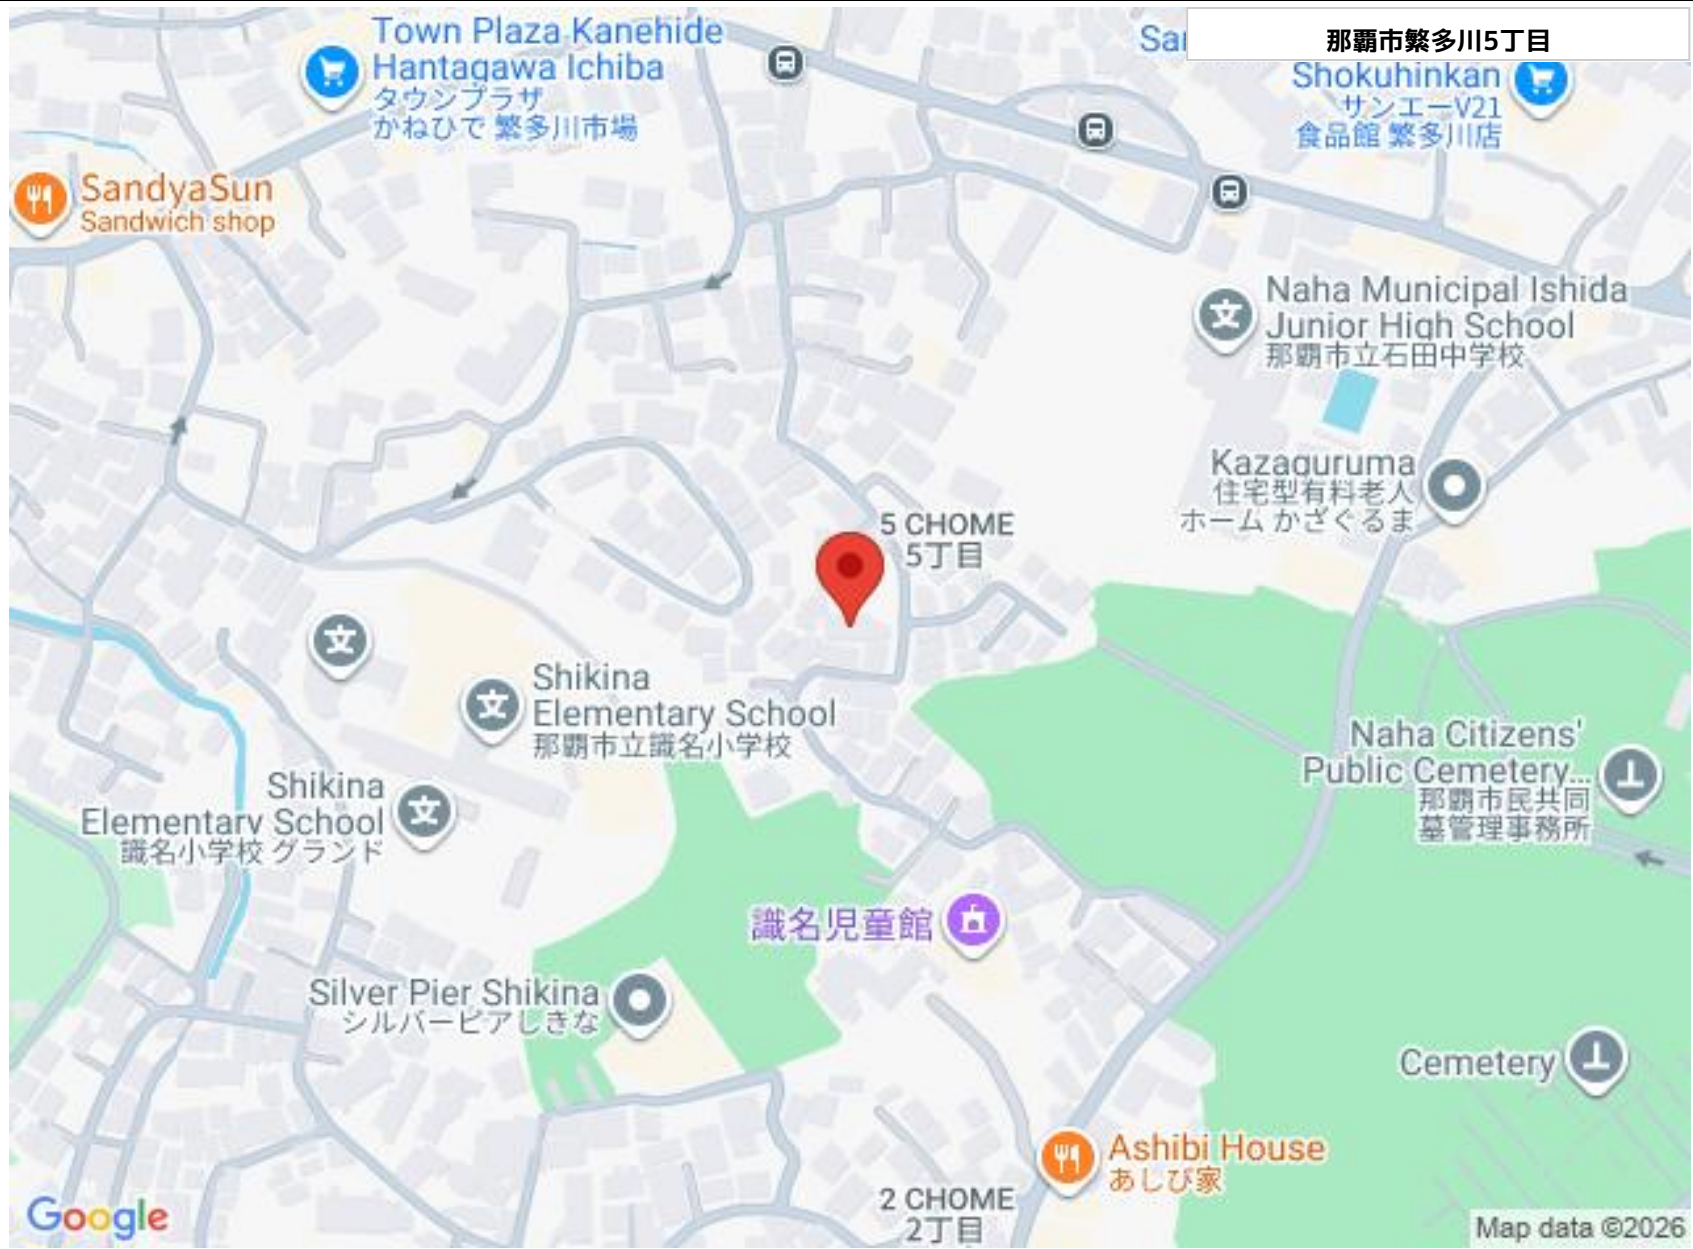 Town Plaza Kanehide
Hantagawa Ichiba
タウンプラザ
かねひで 繁多川市場
那覇市繁多川5丁目
Shokuhinkan
サンエーV21
食品館 繁多川店
SandyaSun
Sandwich shop
Naha Municipal Ishida
Junior High School
那覇市立石田中学校
Kazaguruma
住宅型有料老人
ホーム かざぐるま
5 CHOME
5丁目
Shikina
Elementary School
那覇市立識名小学校
Shikina
Elementary School
識名小学校 グランド
Naha Citizens'
Public Cemetery...
那覇市民共同
墓管理事務所
識名児童館
Silver Pier Shikina
シルバーピアしきな
Cemetery
Ashibi House
あしび家
2 CHOME
2丁目
Google
Map data ©2026